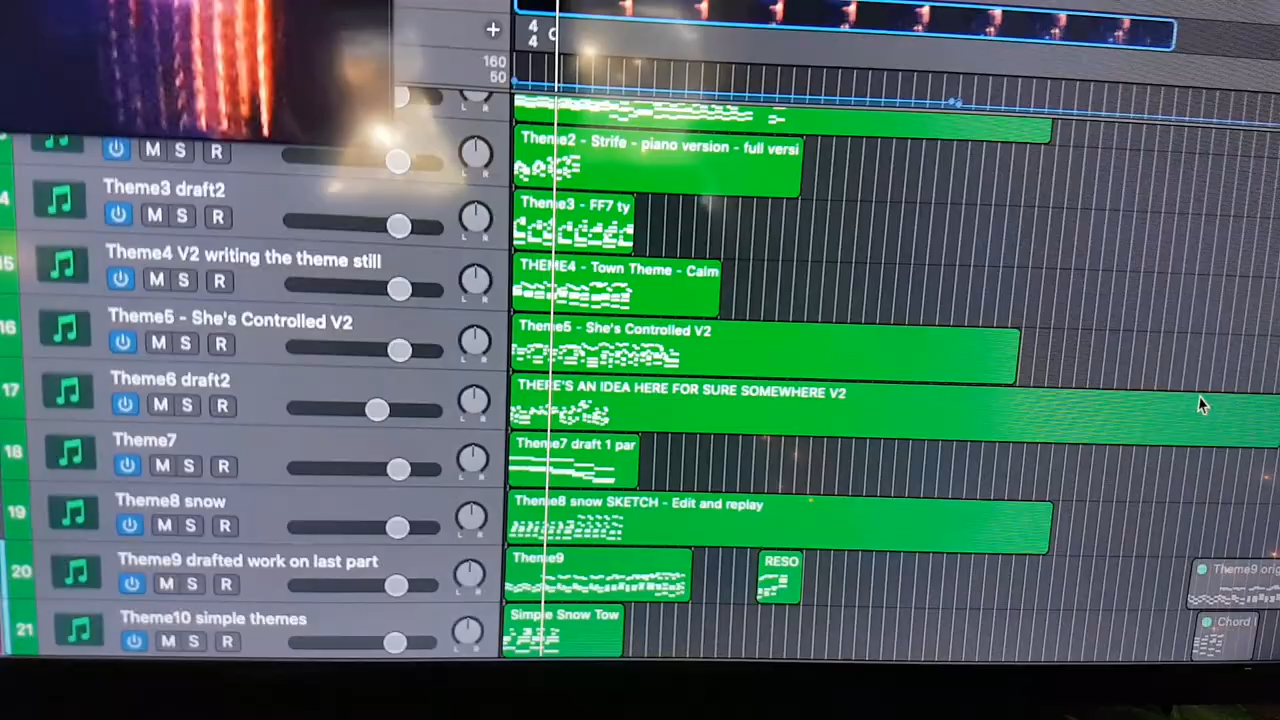 4
4
160
50
M S R
L R
Theme2 - Strife - piano version - full versi
4
Theme3 draft2
M S R
L R
Theme3 - FF7 ty
15
Theme4 V2 writing the theme still
M S R
L R
THEME4 - Town Theme - Calm
16
Theme5 - She's Controlled V2
M S R
L R
Theme5 - She's Controlled V2
17
Theme6 draft2
M S R
L R
THERE'S AN IDEA HERE FOR SURE SOMEWHERE V2
18
Theme7
M S R
L R
Theme7 draft 1 par
19
Theme8 snow
M S R
L R
Theme8 snow SKETCH - Edit and replay
20
Theme9 drafted work on last part
M S R
L R
Theme9
RESO
Theme9 orig
21
Theme10 simple themes
M S R
L R
Simple Snow Tow
Chord